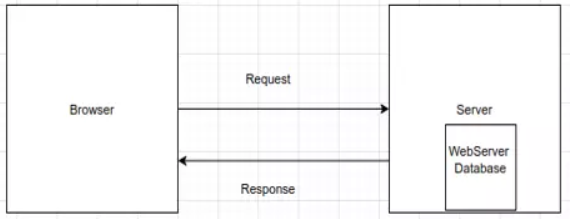 Request
Browser
Server
WebServer
Database
Response